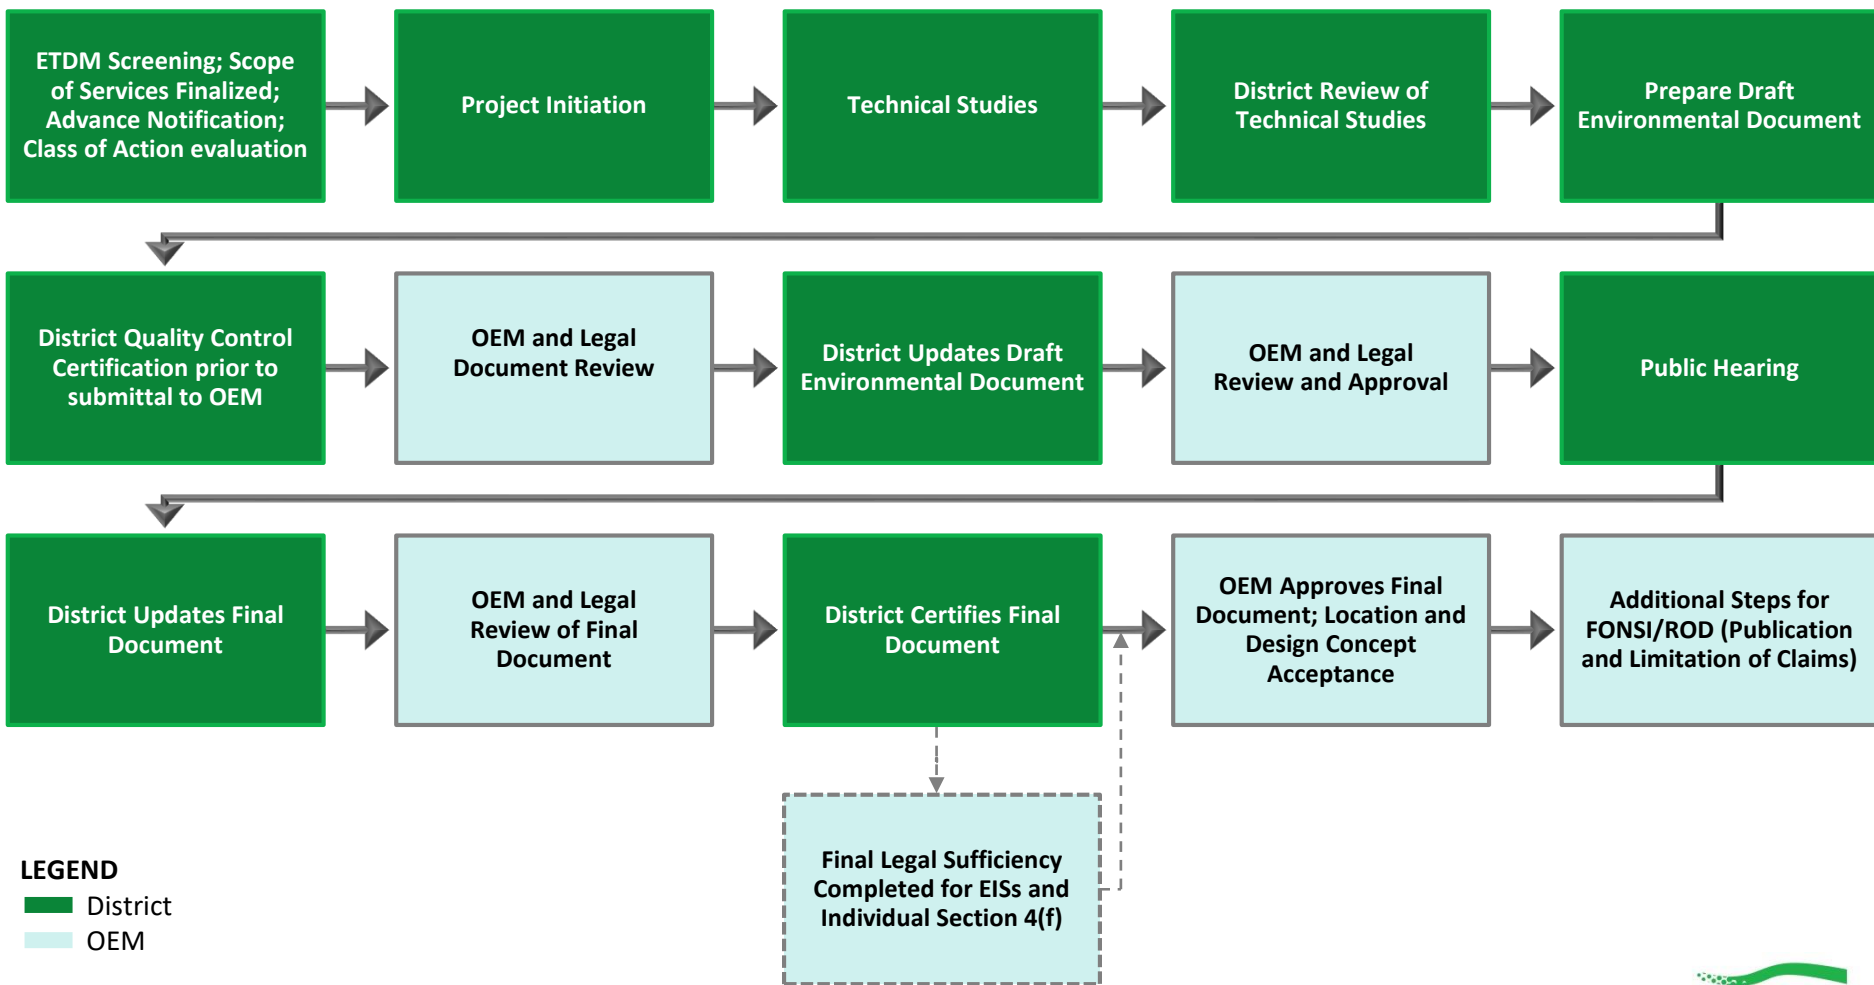 ETDM Screening; Scope
of Services Finalized;
Advance Notification;
Class of Action evaluation
Project Initiation
Technical Studies
District Review of
Technical Studies
Prepare Draft
Environmental Document
District Quality Control
Certification prior to
submittal to OEM
OEM and Legal
Document Review
District Updates Draft
Environmental Document
OEM and Legal
Review and Approval
Public Hearing
District Updates Final
Document
OEM and Legal
Review of Final
Document
District Certifies Final
Document
OEM Approves Final
Document; Location and
Design Concept
Acceptance
Additional Steps for
FONSI/ROD (Publication
and Limitation of Claims)
Final Legal Sufficiency
Completed for EISs and
Individual Section 4(f)
LEGEND
District
OEM